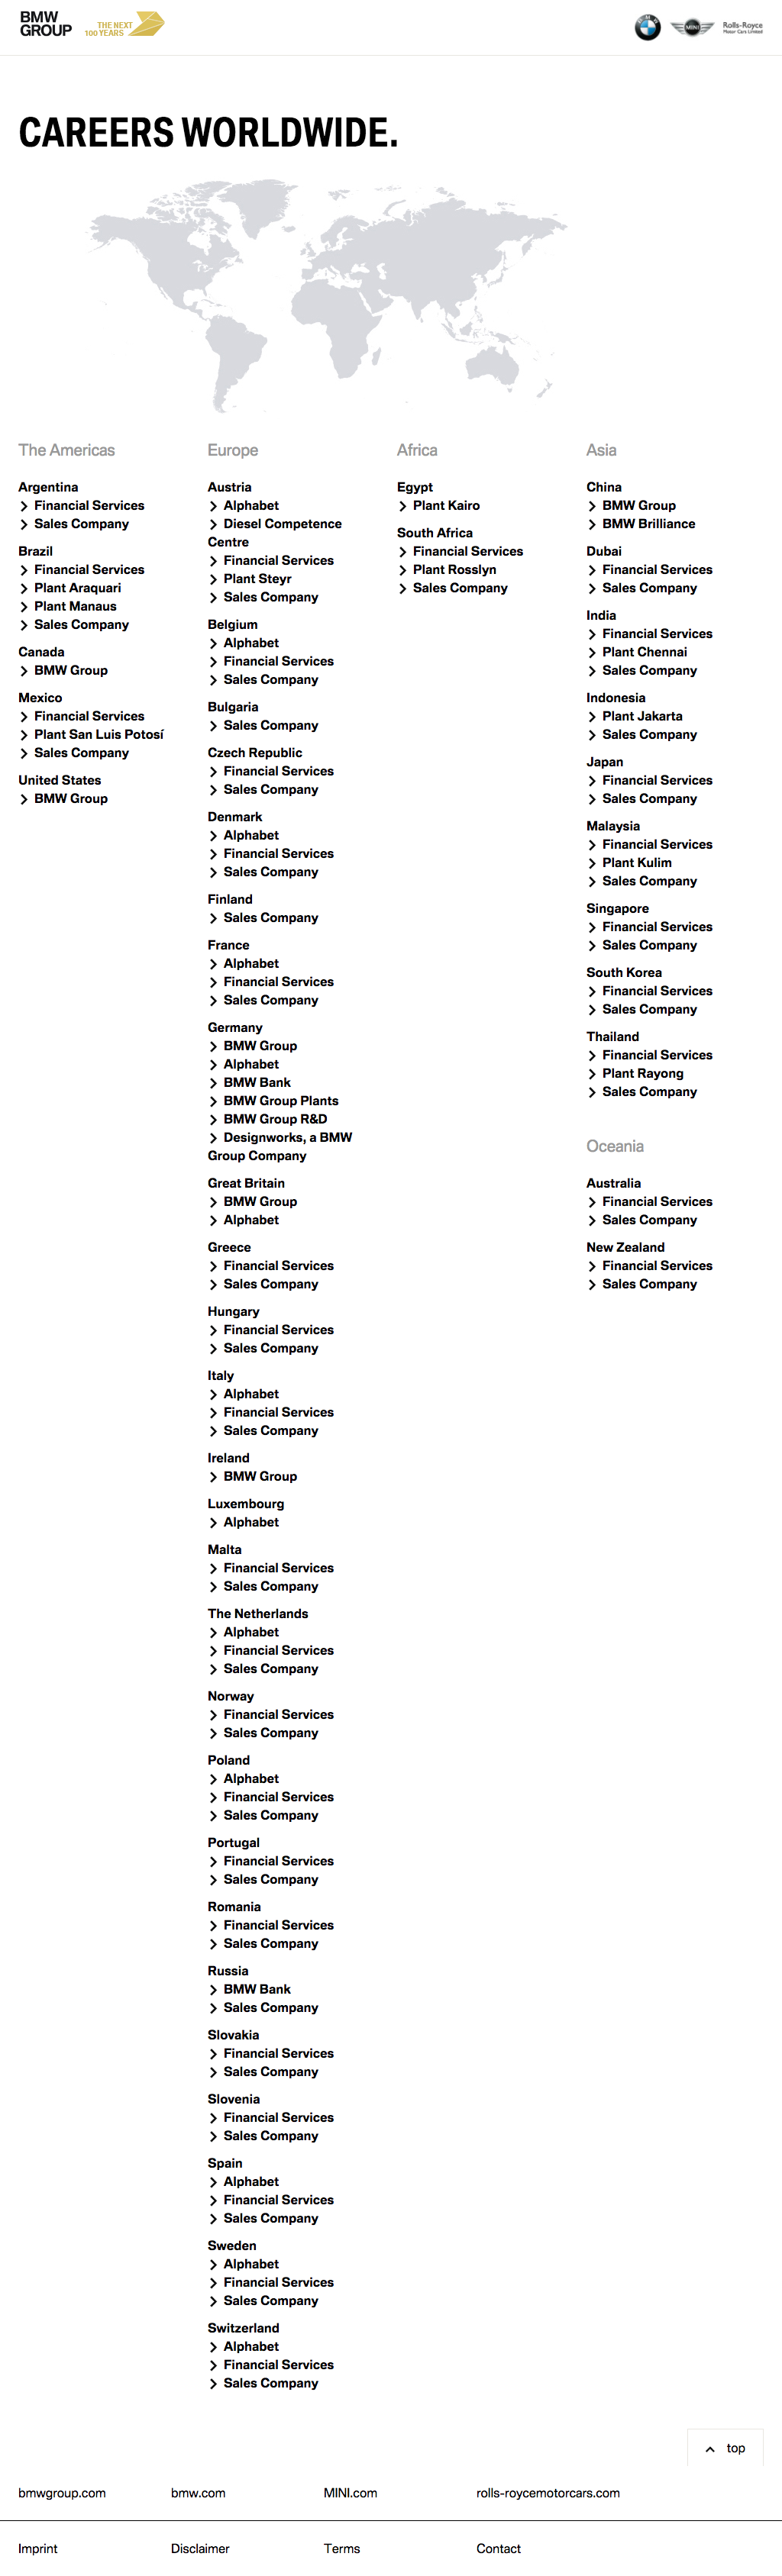 BMW
GROUP
THE NEXT
100 YEARS
BMW
MINI
Rolls-Royce
Motor Cars Limited
CAREERS WORLDWIDE.
The Americas
Argentina
Financial Services
Sales Company
Brazil
Financial Services
Plant Araquari
Plant Manaus
Sales Company
Canada
BMW Group
Mexico
Financial Services
Plant San Luis Potosí
Sales Company
United States
BMW Group
Europe
Austria
Alphabet
Diesel Competence
Centre
Financial Services
Plant Steyr
Sales Company
Belgium
Alphabet
Financial Services
Sales Company
Bulgaria
Sales Company
Czech Republic
Financial Services
Sales Company
Denmark
Alphabet
Financial Services
Sales Company
Finland
Sales Company
France
Alphabet
Financial Services
Sales Company
Germany
BMW Group
Alphabet
BMW Bank
BMW Group Plants
BMW Group R&D
Designworks, a BMW
Group Company
Great Britain
BMW Group
Alphabet
Greece
Financial Services
Sales Company
Hungary
Financial Services
Sales Company
Italy
Alphabet
Financial Services
Sales Company
Ireland
BMW Group
Luxembourg
Alphabet
Malta
Financial Services
Sales Company
The Netherlands
Alphabet
Financial Services
Sales Company
Norway
Financial Services
Sales Company
Poland
Alphabet
Financial Services
Sales Company
Portugal
Financial Services
Sales Company
Romania
Financial Services
Sales Company
Russia
BMW Bank
Sales Company
Slovakia
Financial Services
Sales Company
Slovenia
Financial Services
Sales Company
Spain
Alphabet
Financial Services
Sales Company
Sweden
Alphabet
Financial Services
Sales Company
Switzerland
Alphabet
Financial Services
Sales Company
Africa
Egypt
Plant Kairo
South Africa
Financial Services
Plant Rosslyn
Sales Company
Asia
China
BMW Group
BMW Brilliance
Dubai
Financial Services
Sales Company
India
Financial Services
Plant Chennai
Sales Company
Indonesia
Plant Jakarta
Sales Company
Japan
Financial Services
Sales Company
Malaysia
Financial Services
Plant Kulim
Sales Company
Singapore
Financial Services
Sales Company
South Korea
Financial Services
Sales Company
Thailand
Financial Services
Plant Rayong
Sales Company
Oceania
Australia
Financial Services
Sales Company
New Zealand
Financial Services
Sales Company
top
bmwgroup.com bmw.com MINI.com rolls-roycemotorcars.com
Imprint Disclaimer Terms Contact